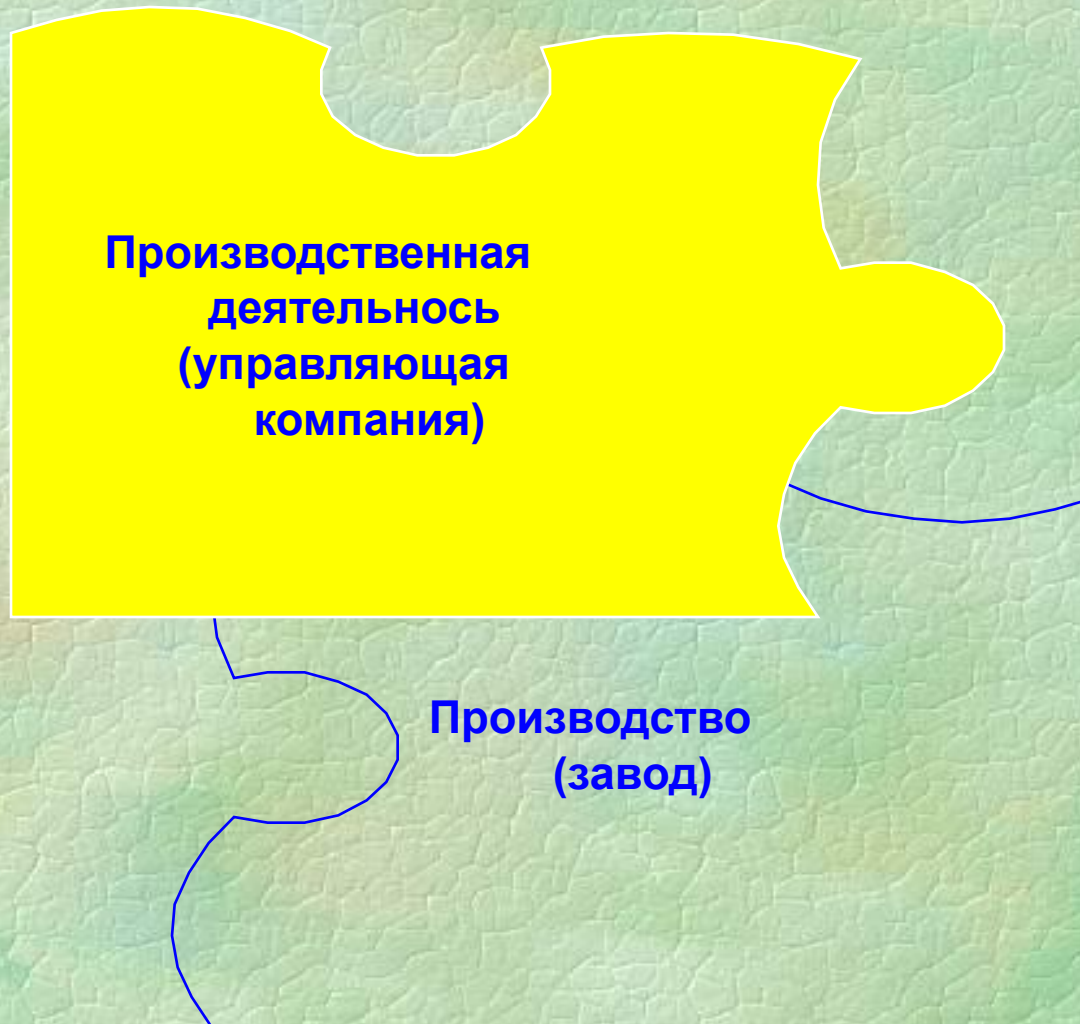 Производственная
деятельнось
(управляющая
компания)
Производство
(завод)